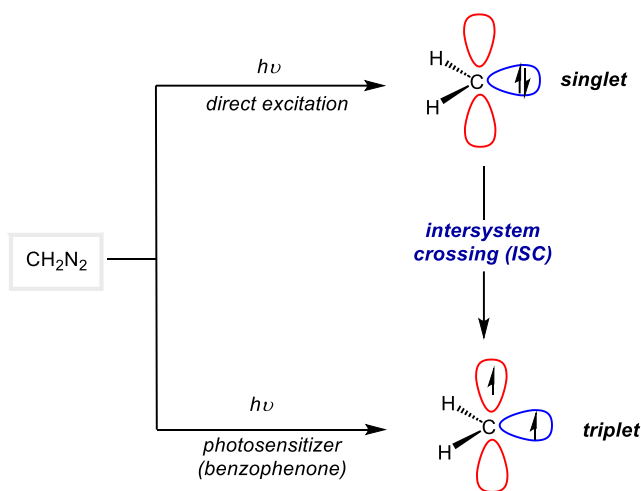 hυ
direct excitation
H
H
C
singlet
intersystem
crossing (ISC)
CH2N2
hυ
photosensitizer
(benzophenone)
H
H
C
triplet